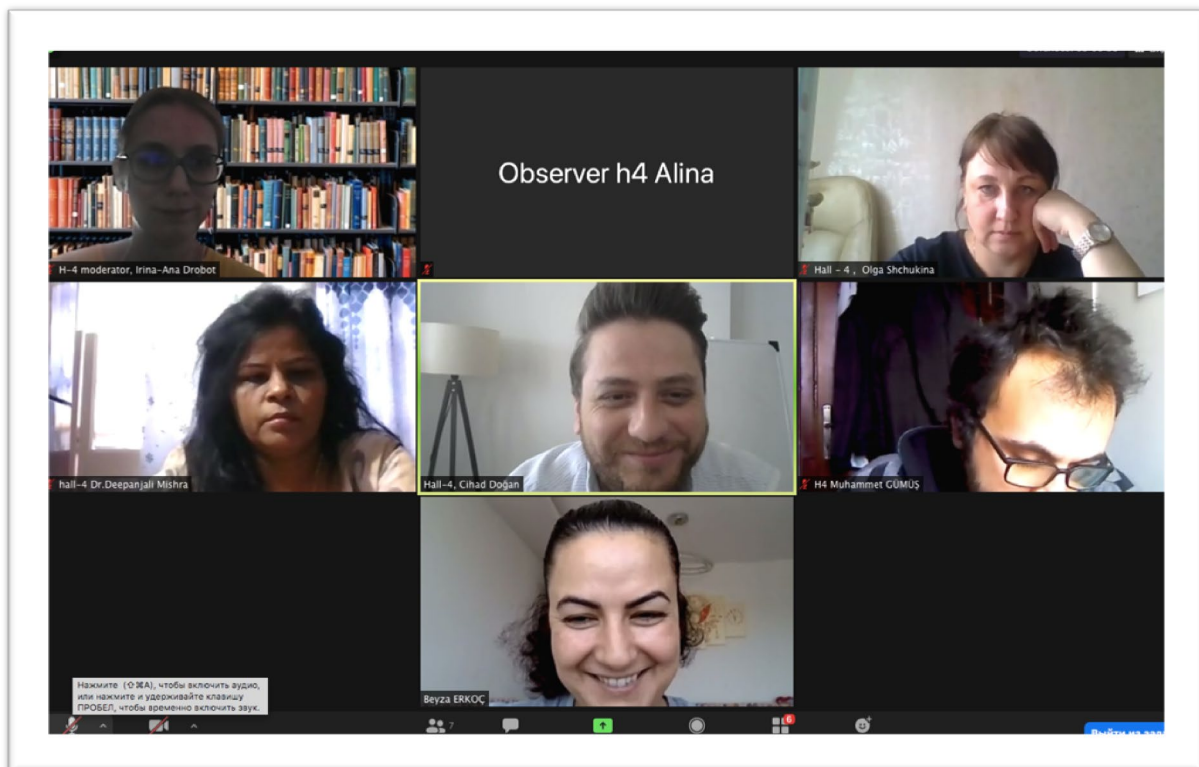 Observer h4 Alina
H-4 moderator, Irina-Ana Drobot
Hall - 4 , Olga Shchukina
hall-4 Dr.Deepanjali Mishra
Hall-4, Cihad Doğan
H4 Muhammet GÜMÜŞ
Beyza ERKOÇ
Нажмите (⇧⌘A), чтобы включить аудио,
или нажмите и удерживайте клавишу
ПРОБЕЛ, чтобы временно включить звук.
7
6
Выйти из